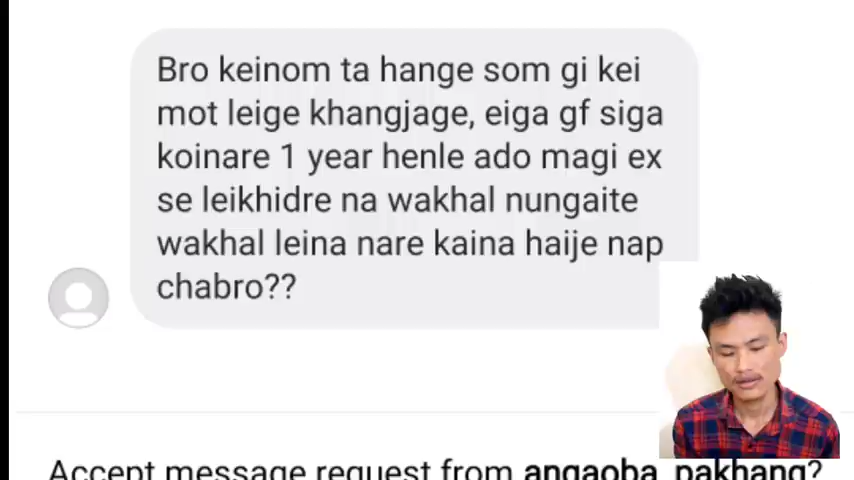 Bro keinom ta hange som gi kei
mot leige khangjage, eiga gf siga
koinare 1 year henle ado magi ex
se leikhidre na wakhal nungaite
wakhal leina nare kaina haije nap
chabro??
Accept message request from angaoba_pakhang?